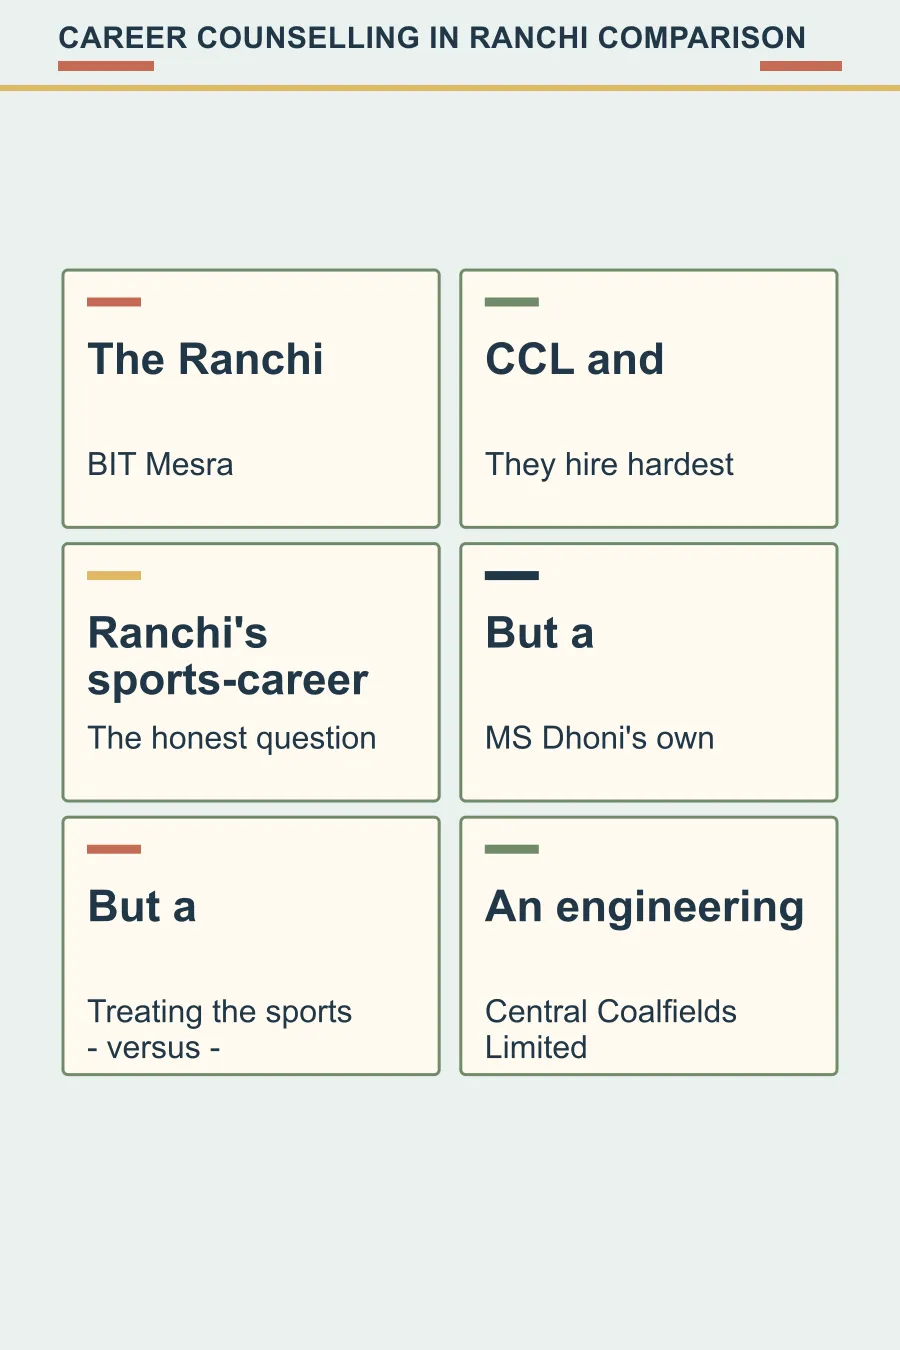 CAREER COUNSELLING IN RANCHI COMPARISON
The Ranchi
BIT Mesra
CCL and
They hire hardest
Ranchi's
sports-career
The honest question
But a
MS Dhoni's own
But a
Treating the sports
- versus -
An engineering
Central Coalfields
Limited